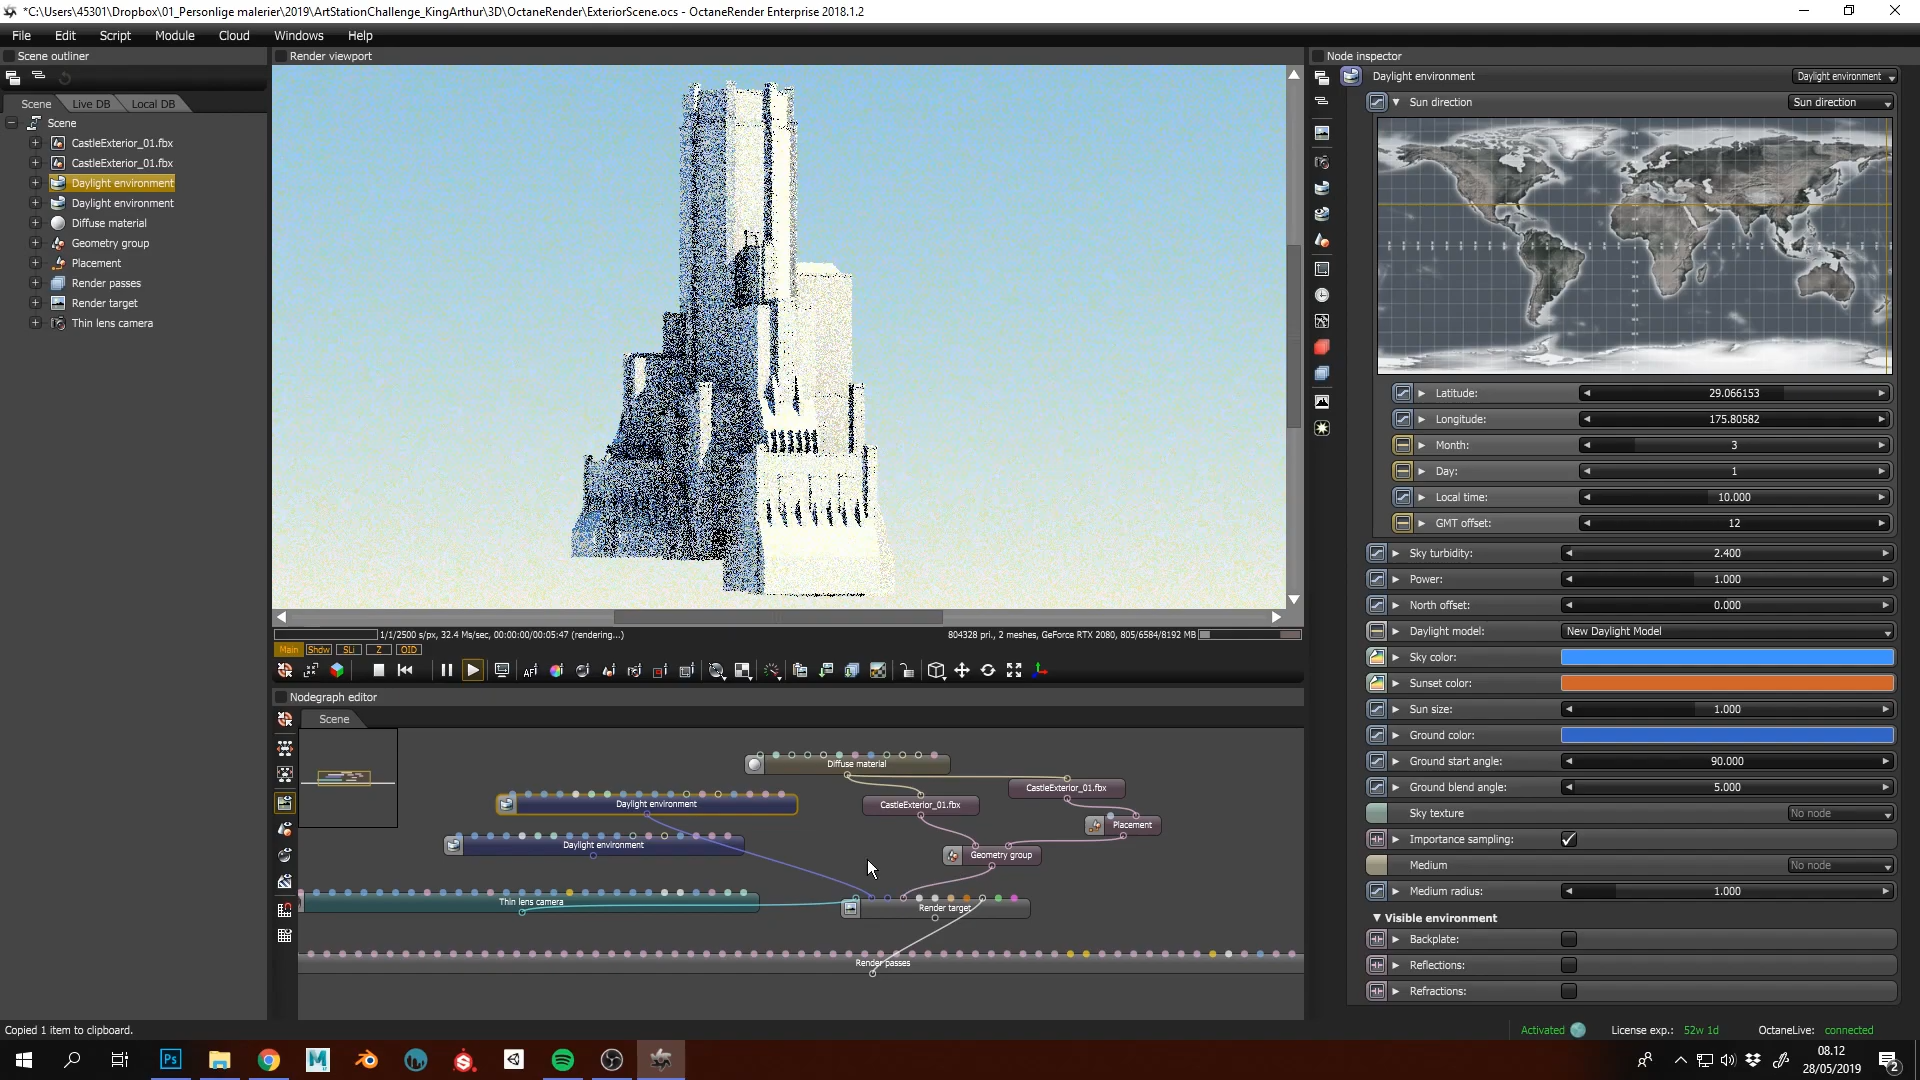 *C:\Users\45301\Dropbox\01_Personlige malerier\2019\ArtStationChallenge_KingArthur\3D\OctaneRender\ExteriorScene.ocs - OctaneRender Enterprise 2018.1.2
File Edit Script Module Cloud Windows Help
Scene outliner
Render viewport
Node inspector
Daylight environment
Daylight environment
Sun direction
Sun direction
Scene Live DB Local DB
Scene
CastleExterior_01.fbx
CastleExterior_01.fbx
Daylight environment
Daylight environment
Diffuse material
Geometry group
Placement
Render passes
Render target
Thin lens camera
Latitude: 29.066153
Longitude: 175.80582
Month: 3
Day: 1
Local time: 10.000
GMT offset: 12
Sky turbidity: 2.400
Power: 1.000
North offset: 0.000
Daylight model: New Daylight Model
Sky color:
Sunset color:
Sun size: 1.000
Ground color:
Ground start angle: 90.000
Ground blend angle: 5.000
Sky texture No node
Importance sampling:
Medium No node
Medium radius: 1.000
Visible environment
Backplate:
Reflections:
Refractions:
1/1/2500 s/px, 32.4 Ms/sec, 00:00:00/00:05:47 (rendering...)
804328 pri., 2 meshes, GeForce RTX 2080, 805/6584/8192 MB
Main Shdw SLi Z OID
AF
Nodegraph editor
Scene
Diffuse material
CastleExterior_01.fbx
Daylight environment
CastleExterior_01.fbx
Placement
Daylight environment
Geometry group
Thin lens camera
Render target
Render passes
Copied 1 item to clipboard.
Activated
License exp.: 52w 1d
OctaneLive: connected
Ps
M
08.12
28/05/2019
2